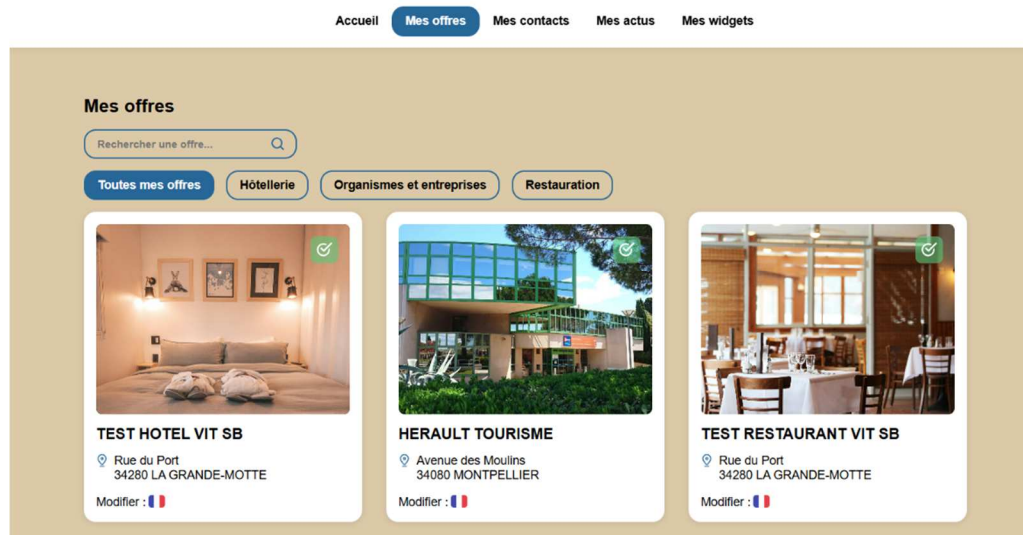 Accueil Mes offres Mes contacts Mes actus Mes widgets
Mes offres
Rechercher une offre...
Toutes mes offres Hôtellerie Organismes et entreprises Restauration
TEST HOTEL VIT SB
Rue du Port
34280 LA GRANDE-MOTTE
Modifier :
HERAULT TOURISME
Avenue des Moulins
34080 MONTPELLIER
Modifier :
TEST RESTAURANT VIT SB
Rue du Port
34280 LA GRANDE-MOTTE
Modifier :